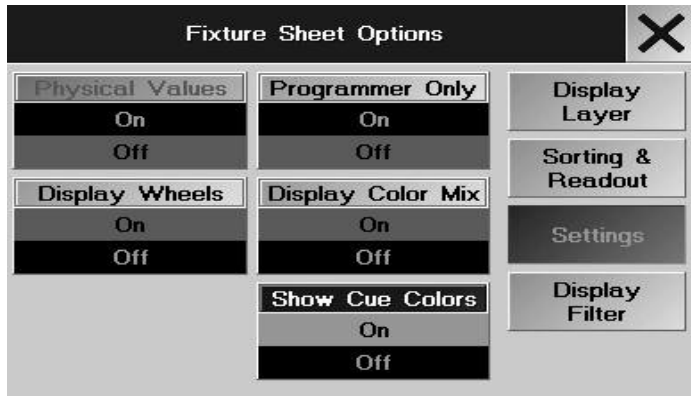 Fixture Sheet Options
Physical Values
On
Off
Programmer Only
On
Off
Display Wheels
On
Off
Display Color Mix
On
Off
Show Cue Colors
On
Off
Display
Layer
Sorting &
Readout
Settings
Display
Filter